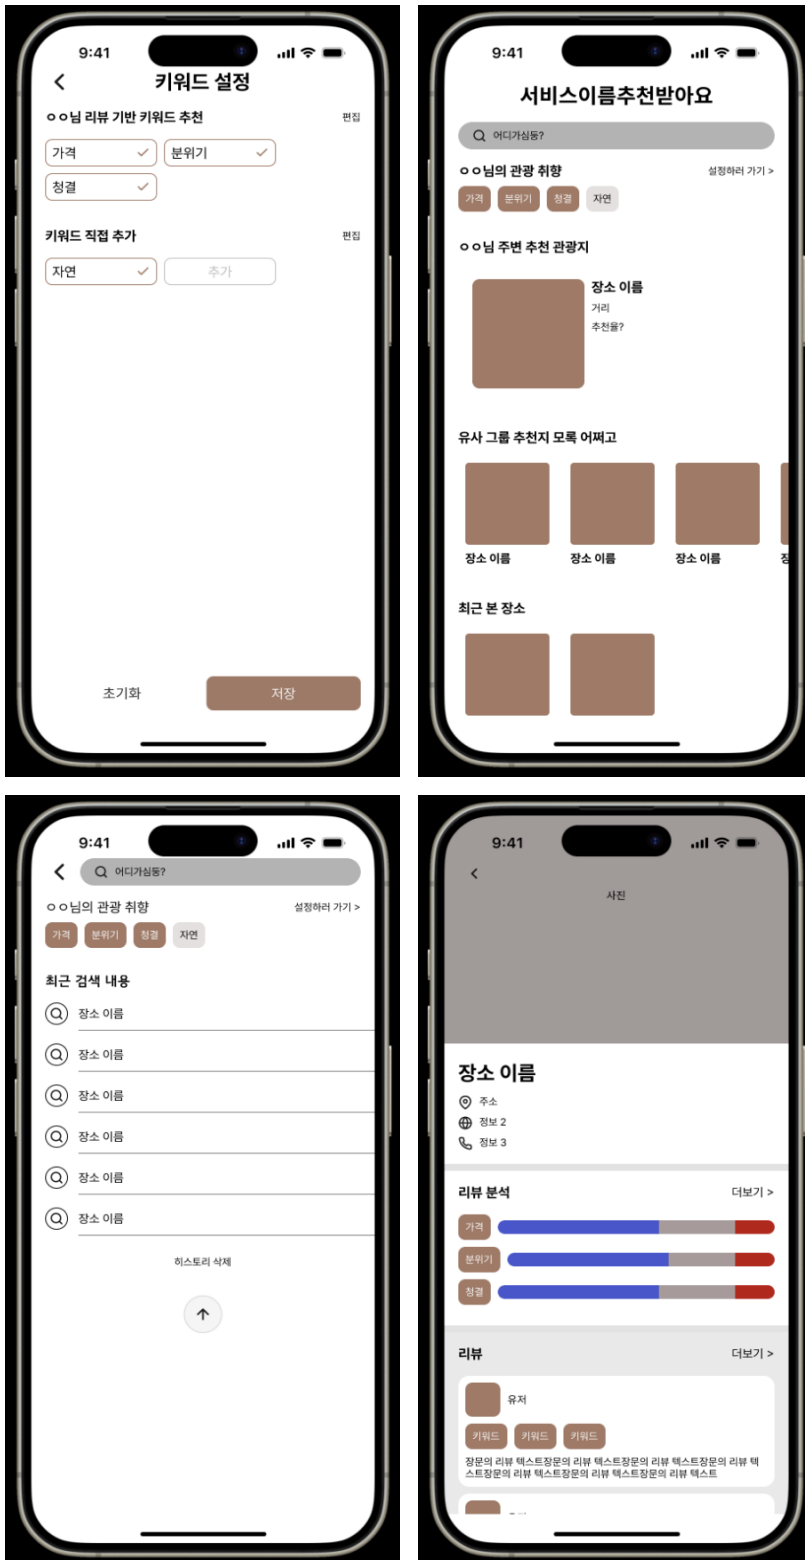 9:41
키워드 설정
ㅇㅇ님 리뷰 기반 키워드 추천 편집
가격 분위기
청결
키워드 직접 추가 편집
자연 추가
초기화 저장
9:41
서비스이름추천받아요
어디가심동?
ㅇㅇ님의 관광 취향 설정하러 가기 >
가격 분위기 청결 자연
ㅇㅇ님 주변 추천 관광지
장소 이름
거리
추천율?
유사 그룹 추천지 모록 어쩌고
장소 이름 장소 이름 장소 이름
최근 본 장소
9:41
어디가심동?
ㅇㅇ님의 관광 취향 설정하러 가기 >
가격 분위기 청결 자연
최근 검색 내용
장소 이름
장소 이름
장소 이름
장소 이름
장소 이름
장소 이름
히스토리 삭제
9:41
사진
장소 이름
주소
정보 2
정보 3
리뷰 분석 더보기 >
가격
분위기
청결
리뷰 더보기 >
유저
키워드 키워드 키워드
장문의 리뷰 텍스트장문의 리뷰 텍스트장문의 리뷰 텍스트장문의 리뷰 텍
스트장문의 리뷰 텍스트장문의 리뷰 텍스트장문의 리뷰 텍스트